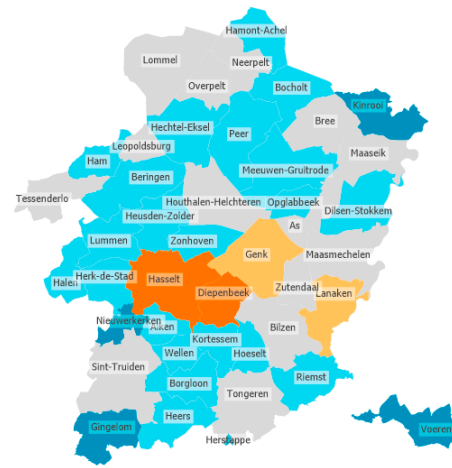 Hamont-Achel
Lommel
Neerpelt
Overpelt
Bocholt
Kinrooi
Bree
Hechtel-Eksel
Peer
Leopoldsburg
Maaseik
Ham
Meeuwen-Gruitrode
Beringen
Tessenderlo
Houthalen-Helchteren
Opglabbeek
Dilsen-Stokkem
Heusden-Zolder
As
Lummen
Zonhoven
Genk
Maasmechelen
Halen
Herk-de-Stad
Hasselt
Zutendaal
Diepenbeek
Lanaken
Nieuwerkerken
Alken
Bilzen
Kortessem
Wellen
Hoeselt
Sint-Truiden
Riemst
Borgloon
Tongeren
Heers
Gingelom
Voeren
Herstappe